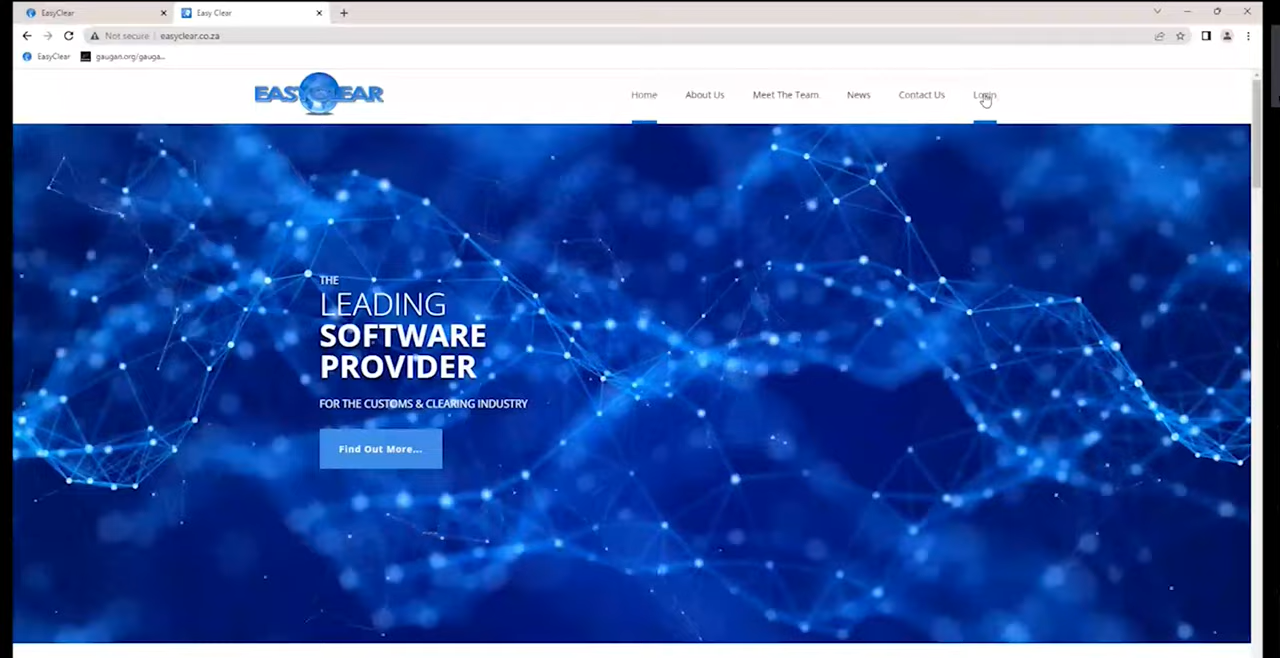 EasyClear
Easy Clear
Not secure
easyclear.co.za
EasyClear
gaugan.org/gauga...
EASYCLEAR
Home
About Us
Meet The Team
News
Contact Us
Login
THE
LEADING
SOFTWARE
PROVIDER
FOR THE CUSTOMS & CLEARING INDUSTRY
Find Out More...